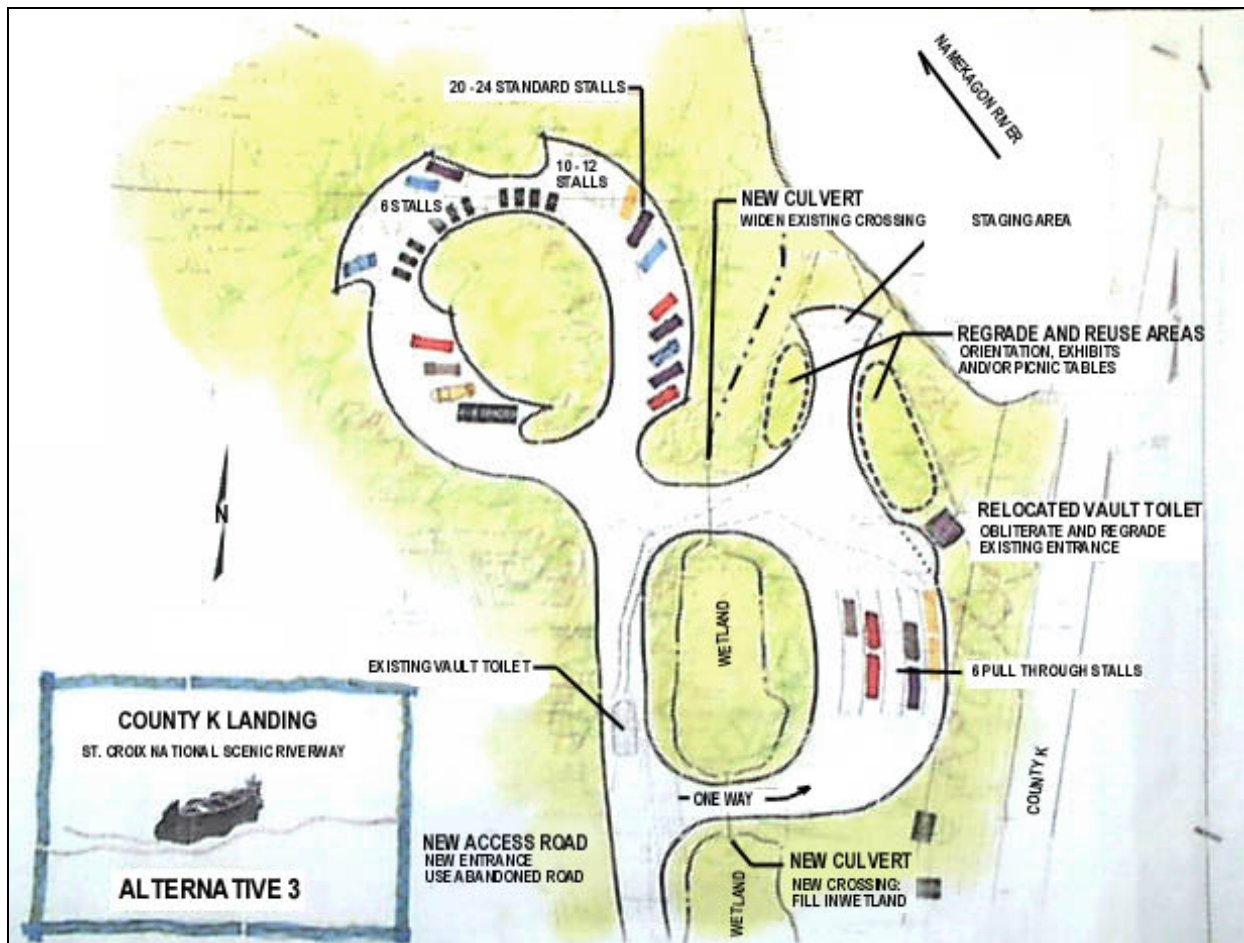 NAMEKAGON RIVER
20 -24 STANDARD STALLS
10 - 12
STALLS
6 STALLS
NEW CULVERT
WIDEN EXISTING CROSSING
STAGING AREA
REGRADE AND REUSE AREAS
ORIENTATION, EXHIBITS
AND/OR PICNIC TABLES
N
RELOCATED VAULT TOILET
OBLITERATE AND REGRADE
EXISTING ENTRANCE
WETLAND
EXISTING VAULT TOILET
6 PULL THROUGH STALLS
COUNTY K
ONE WAY
COUNTY K LANDING
ST. CROIX NATIONAL SCENIC RIVERWAY
ALTERNATIVE 3
NEW ACCESS ROAD
NEW ENTRANCE
USE ABANDONED ROAD
NEW CULVERT
NEW CROSSING:
FILL IN WETLAND
WETLAND